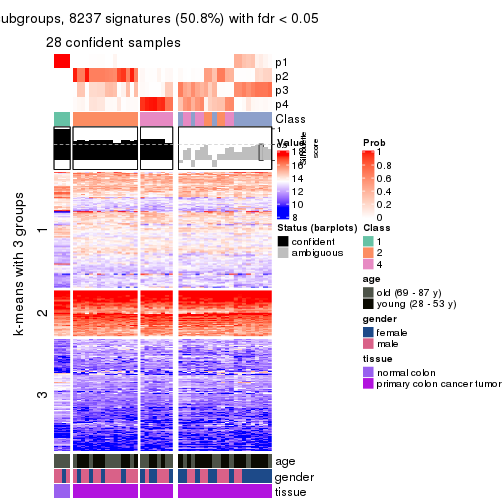 ubgroups, 8237 signatures (50.8%) with fdr < 0.05
28 confident samples
p1
p2
p3
p4
Class
1
Silhouette
score
Value
16
14
12
10
8
Prob
1
0.8
0.6
0.4
0.2
0
Status (barplots)
confident
ambiguous
Class
1
2
4
age
old (69 - 87 y)
young (28 - 53 y)
gender
female
male
tissue
normal colon
primary colon cancer tumor
k-means with 3 groups
1
2
3
age
gender
tissue